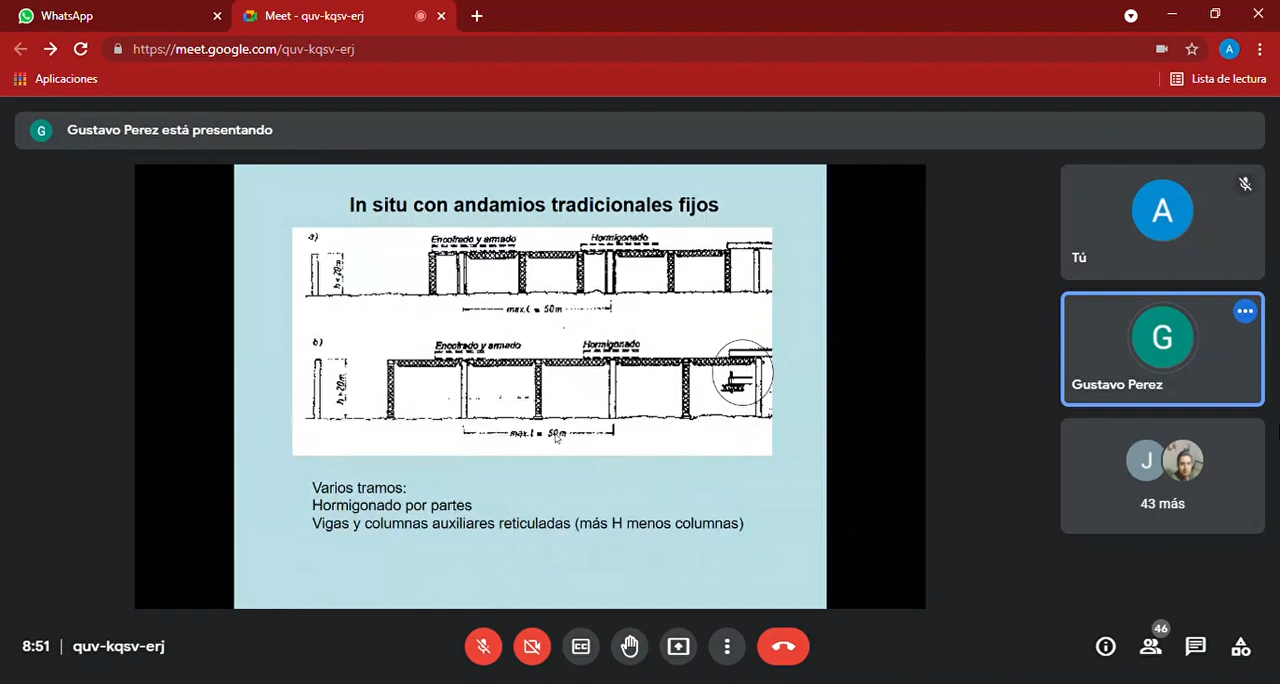 WhatsApp
Meet - quv-kqsv-erj
https://meet.google.com/quv-kqsv-erj
A
Aplicaciones
Lista de lectura
G
Gustavo Perez está presentando
In situ con andamios tradicionales fijos
a)
Encofrado y armado
Hormigonado
max. l = 50m
b)
Encofrado y armado
Hormigonado
max. l = 50m
Varios tramos:
Hormigonado por partes
Vigas y columnas auxiliares reticuladas (más H menos columnas)
A
Tú
G
Gustavo Perez
J
43 más
8:51
quv-kqsv-erj
46